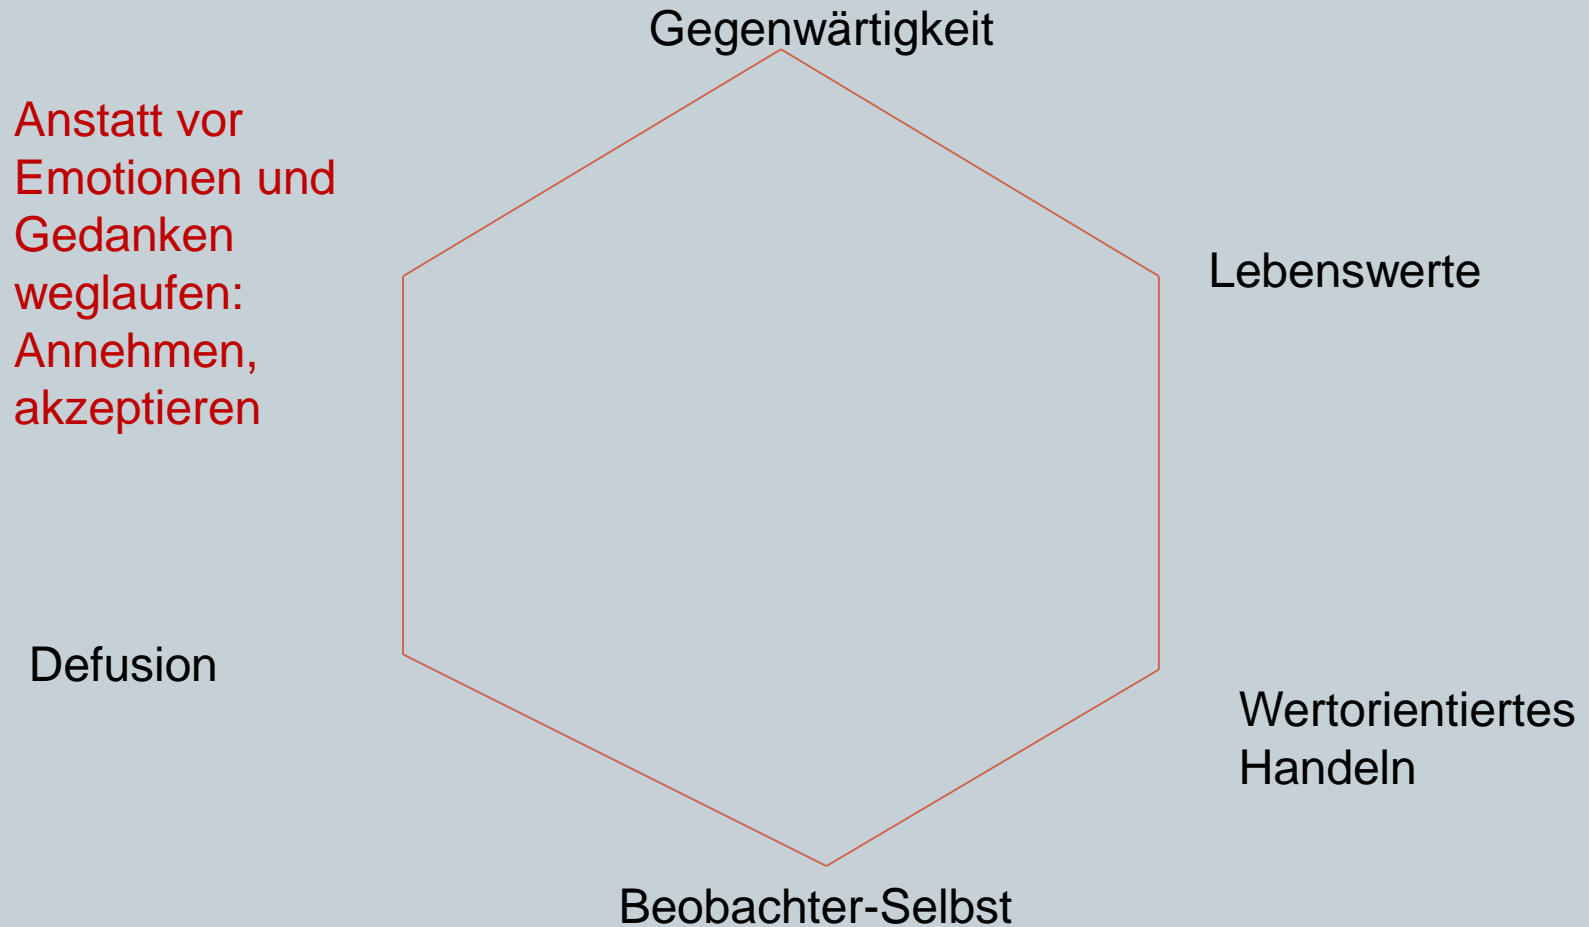 Gegenwärtigkeit
Anstatt vor
Emotionen und
Gedanken
weglaufen:
Annehmen,
akzeptieren
Lebenswerte
Defusion
Wertorientiertes
Handeln
Beobachter-Selbst